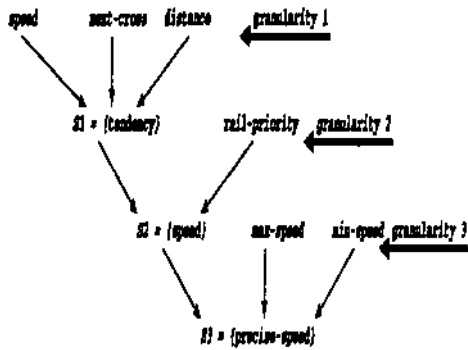 speed next-cross distance granularity 1
S1 = {tendency} rail-priority granularity 2
S2 = {speed} max-speed min-speed granularity 3
S3 = {precise-speed}